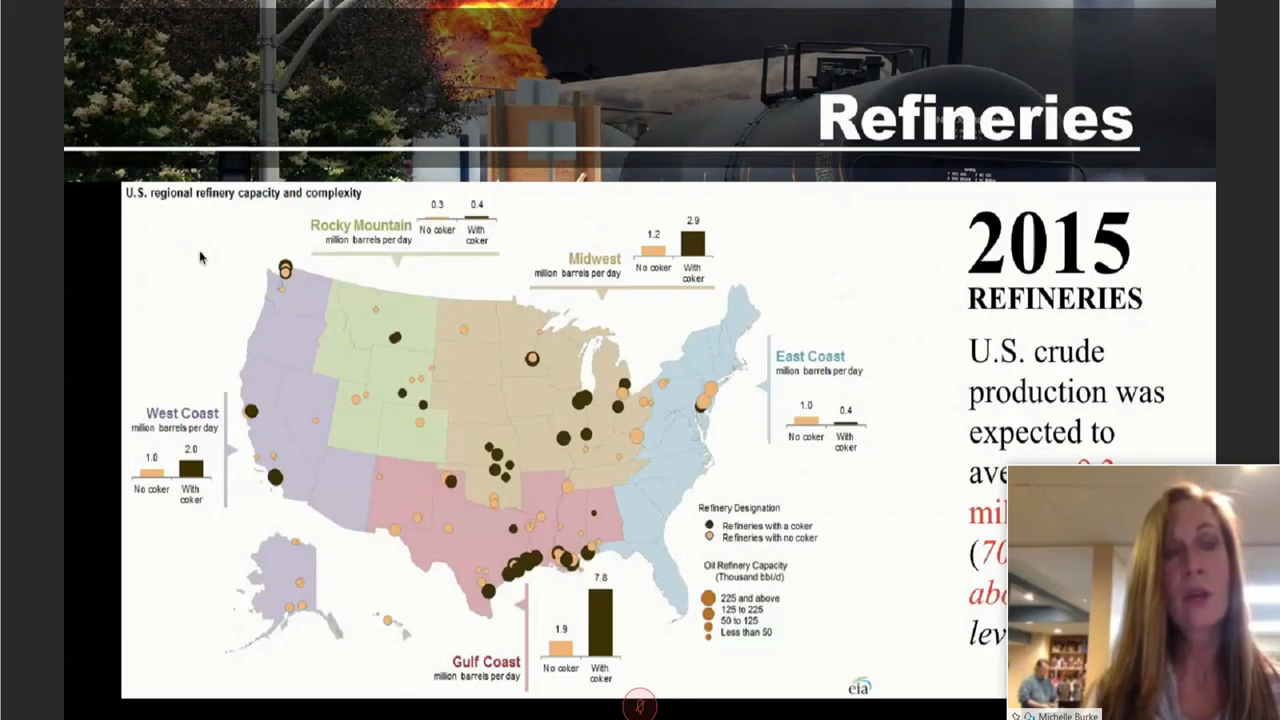 Refineries
U.S. regional refinery capacity and complexity
Rocky Mountain
million barrels per day
0.3
0.4
No coker
With
coker
Midwest
million barrels per day
1.2
2.9
No coker
With
coker
East Coast
million barrels per day
1.0
0.4
No coker
With
coker
West Coast
million barrels per day
1.0
2.0
No coker
With
coker
Refinery Designation
Refineries with a coker
Refineries with no coker
Oil Refinery Capacity
(Thousand bbl/d)
225 and above
125 to 225
50 to 125
Less than 50
Gulf Coast
million barrels per day
1.9
7.8
No coker
With
coker
eia
2015
REFINERIES
U.S. crude
production was
expected to
Michelle Burke